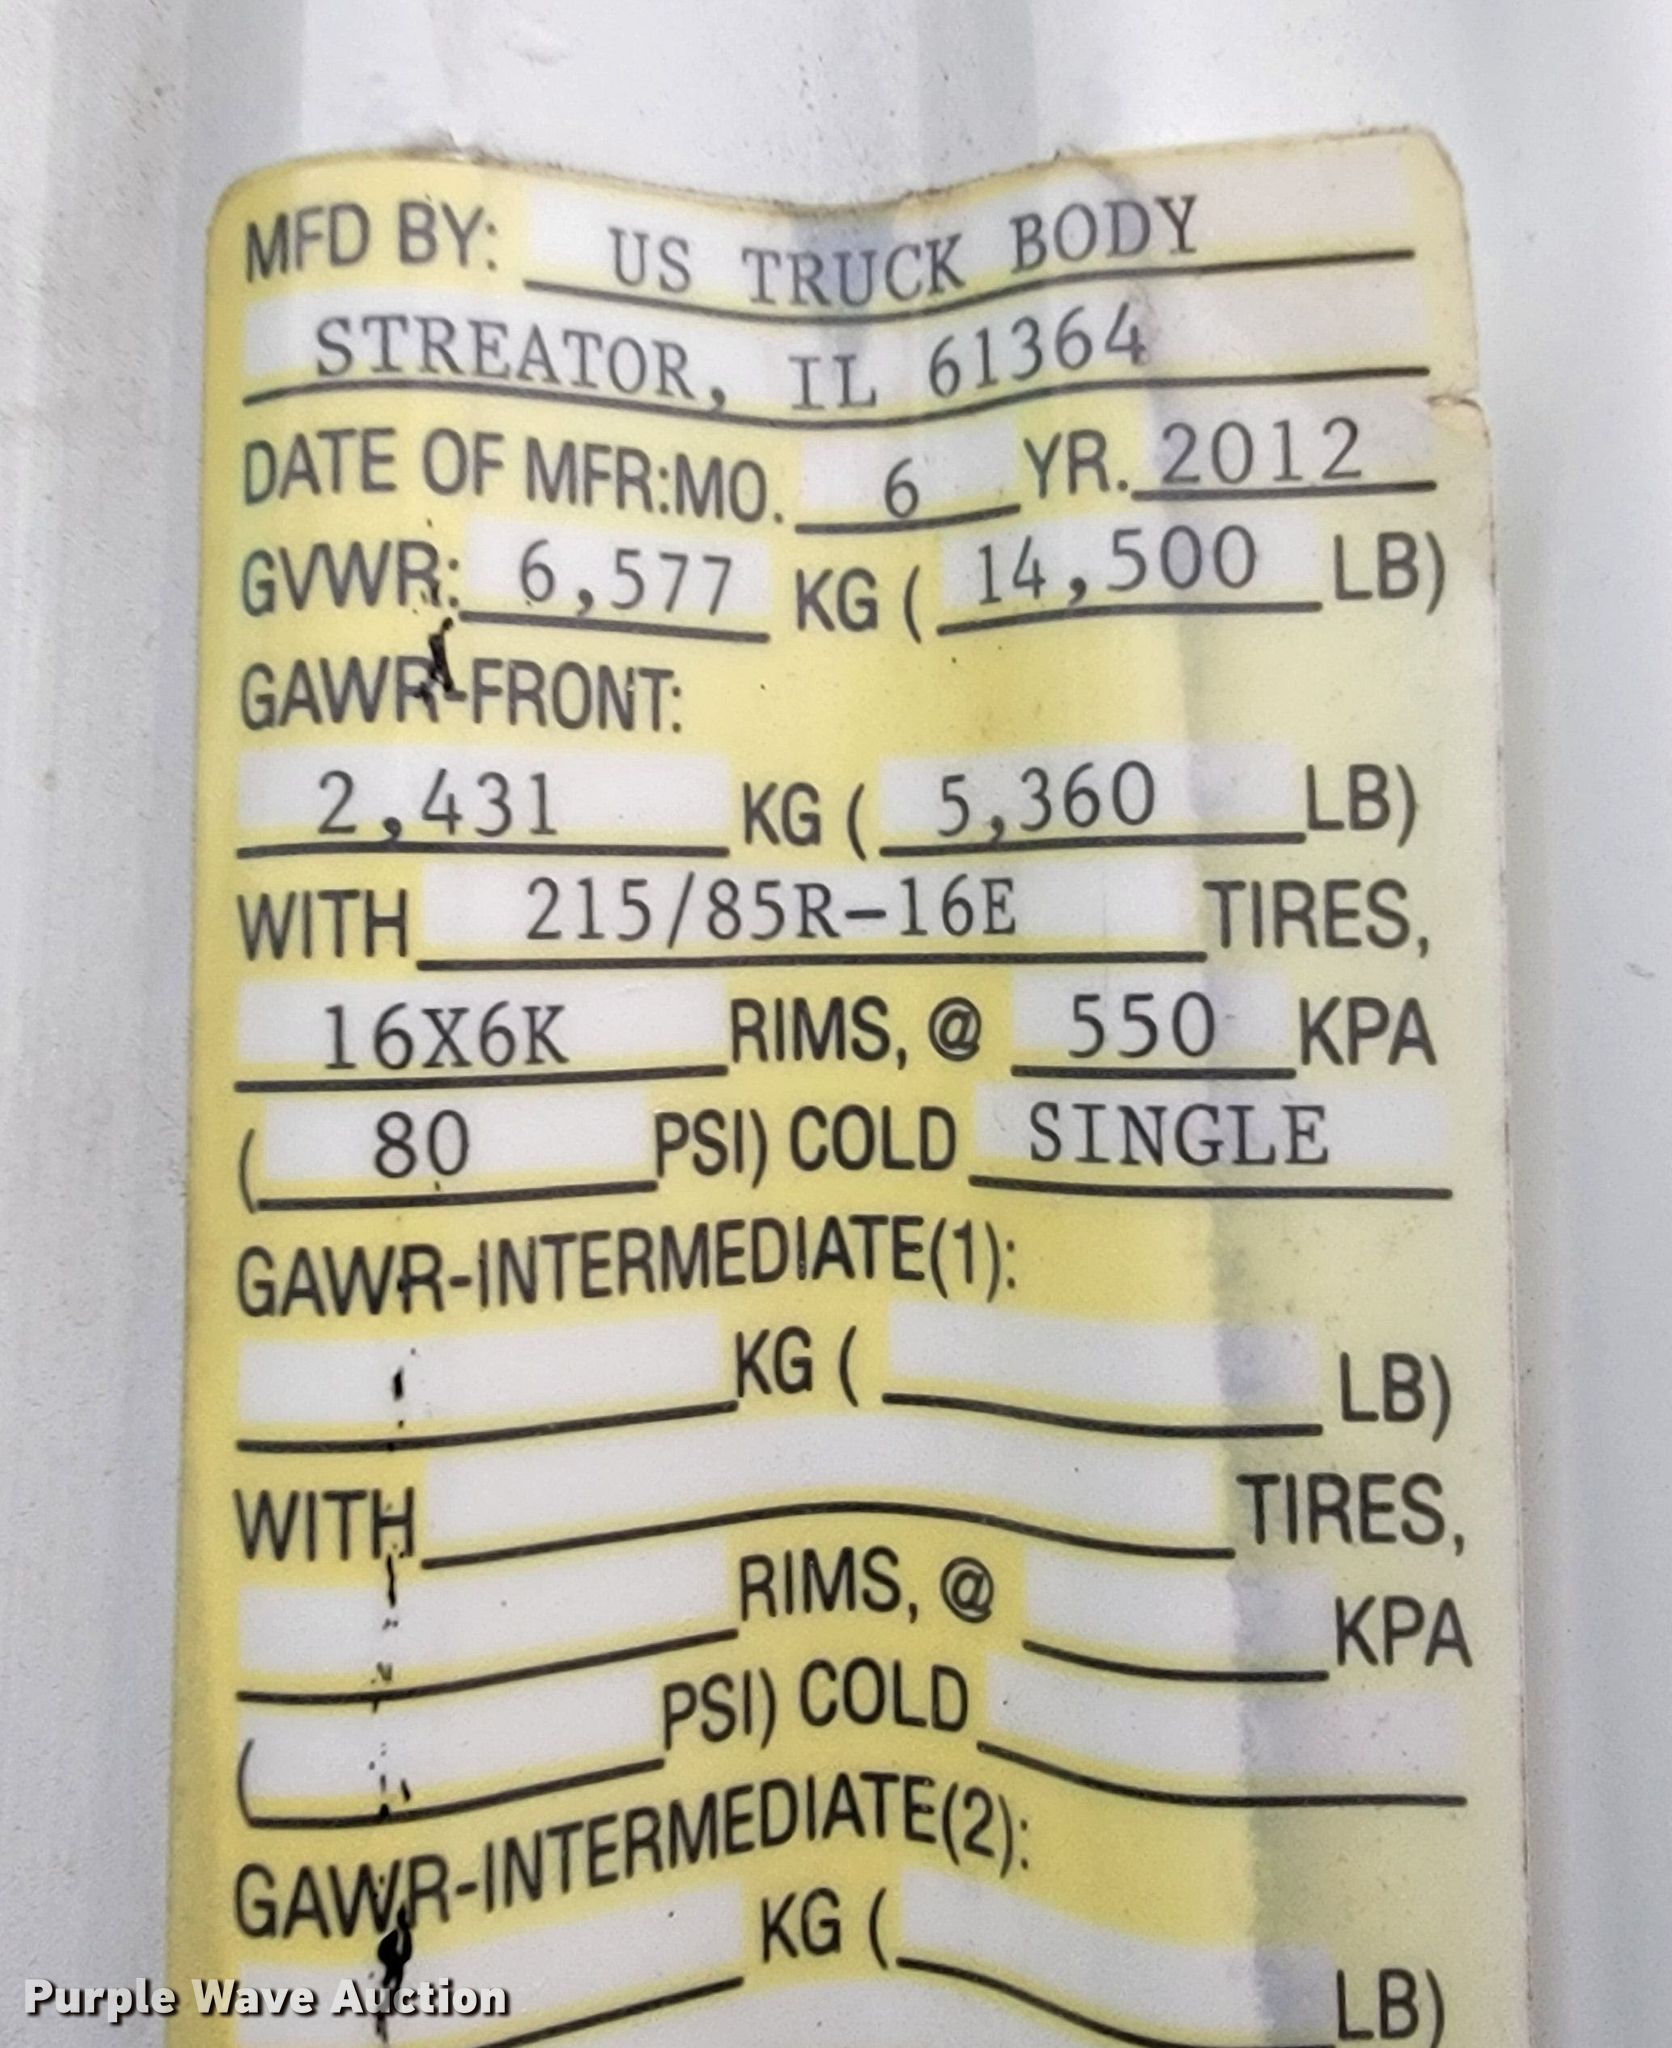 MFD BY: US TRUCK BODY
STREATOR, IL 61364
DATE OF MFR:MO. 6 YR. 2012
GVWR: 6,577 KG ( 14,500 LB)
GAWR-FRONT:
2,431 KG ( 5,360 LB)
WITH 215/85R-16E TIRES,
16X6K RIMS, @ 550 KPA
( 80 PSI) COLD SINGLE
GAWR-INTERMEDIATE(1):
KG ( LB)
WITH TIRES,
RIMS, @ KPA
( PSI) COLD
GAWR-INTERMEDIATE(2):
KG ( LB)
Purple Wave Auction